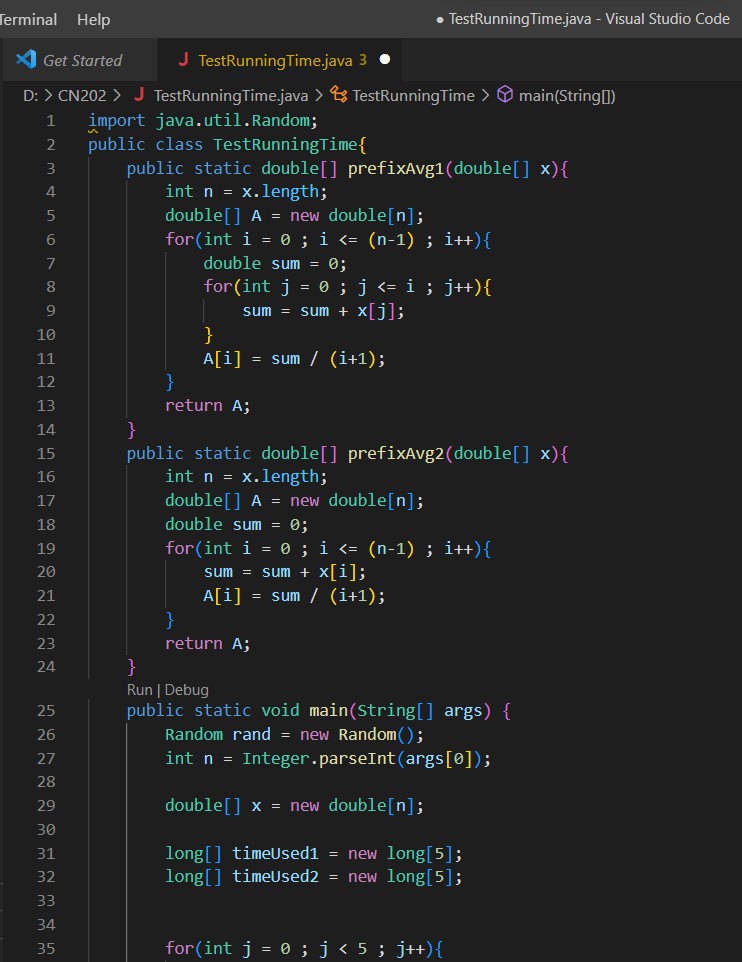 Terminal Help ● TestRunningTime.java - Visual Studio Code
Get Started J TestRunningTime.java 3 ●
D: > CN202 > J TestRunningTime.java > TestRunningTime > main(String[])
1 import java.util.Random;
2 public class TestRunningTime{
3 public static double[] prefixAvg1(double[] x){
4 int n = x.length;
5 double[] A = new double[n];
6 for(int i = 0 ; i <= (n-1) ; i++){
7 double sum = 0;
8 for(int j = 0 ; j <= i ; j++){
9 sum = sum + x[j];
10 }
11 A[i] = sum / (i+1);
12 }
13 return A;
14 }
15 public static double[] prefixAvg2(double[] x){
16 int n = x.length;
17 double[] A = new double[n];
18 double sum = 0;
19 for(int i = 0 ; i <= (n-1) ; i++){
20 sum = sum + x[i];
21 A[i] = sum / (i+1);
22 }
23 return A;
24 }
Run | Debug
25 public static void main(String[] args) {
26 Random rand = new Random();
27 int n = Integer.parseInt(args[0]);
28
29 double[] x = new double[n];
30
31 long[] timeUsed1 = new long[5];
32 long[] timeUsed2 = new long[5];
33
34
35 for(int j = 0 ; j < 5 ; j++){